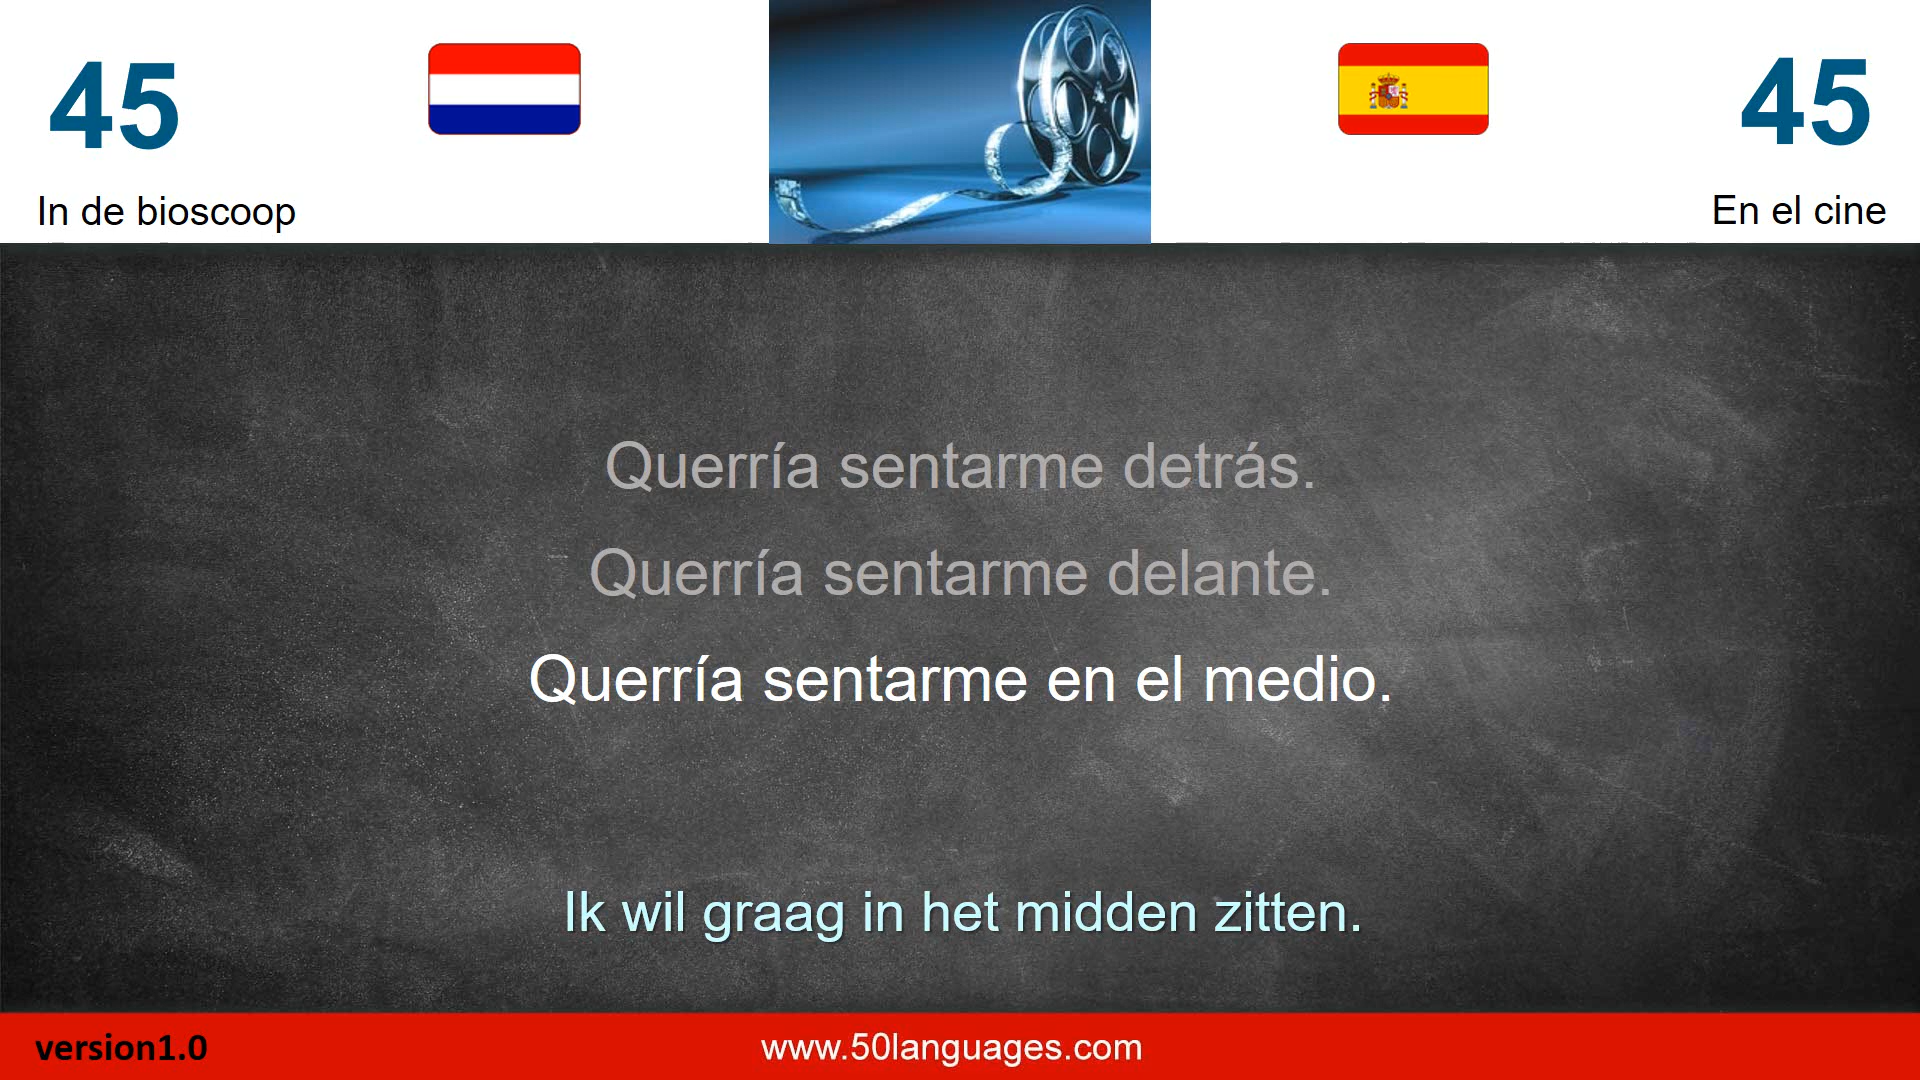 45
45
In de bioscoop
En el cine
Querría sentarme detrás.
Querría sentarme delante.
Querría sentarme en el medio.
Ik wil graag in het midden zitten.
version1.0
www.50languages.com